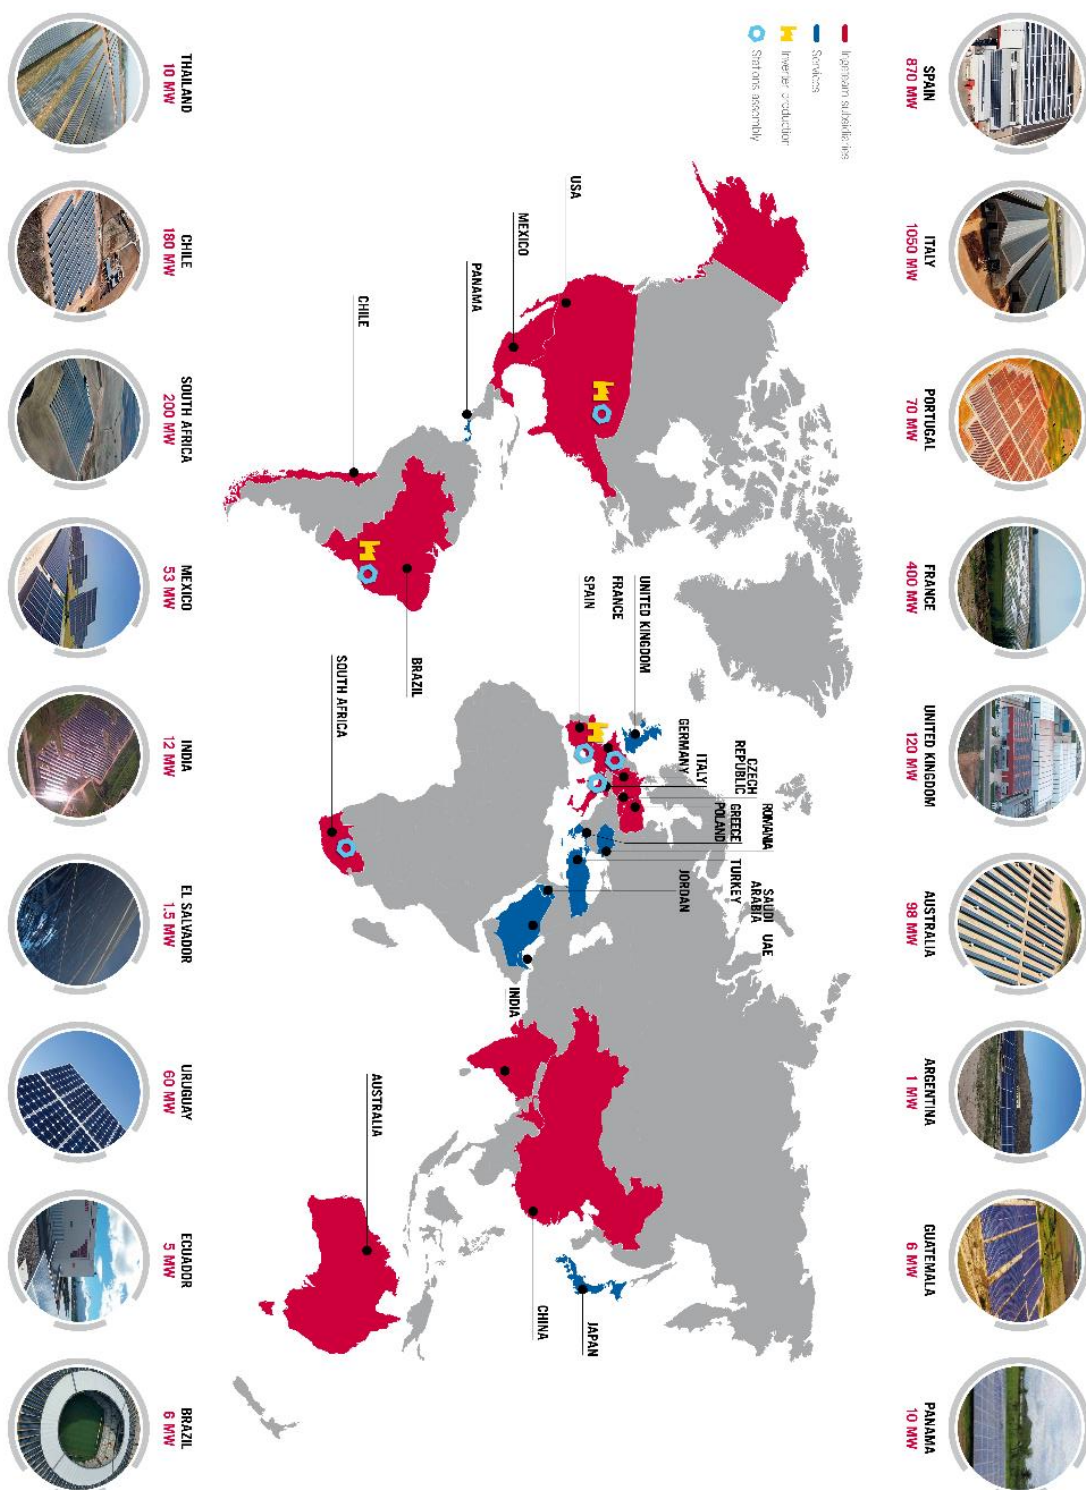 SPAIN
870 MW
ITALY
1050 MW
PORTUGAL
70 MW
FRANCE
400 MW
UNITED KINGDOM
120 MW
AUSTRALIA
98 MW
ARGENTINA
1 MW
GUATEMALA
6 MW
PANAMA
10 MW
Ingeteam subsidiaries
Services
Inverter production
Stations assembly
USA
MEXICO
PANAMA
CHILE
BRAZIL
UNITED KINGDOM
FRANCE
SPAIN
CZECH
REPUBLIC
ITALY
GERMANY
ROMANIA
GREECE
POLAND
UAE
SAUDI
ARABIA
TURKEY
JORDAN
SOUTH AFRICA
INDIA
AUSTRALIA
CHINA
JAPAN
THAILAND
10 MW
CHILE
180 MW
SOUTH AFRICA
200 MW
MEXICO
53 MW
INDIA
12 MW
EL SALVADOR
1.5 MW
URUGUAY
60 MW
ECUADOR
5 MW
BRAZIL
6 MW